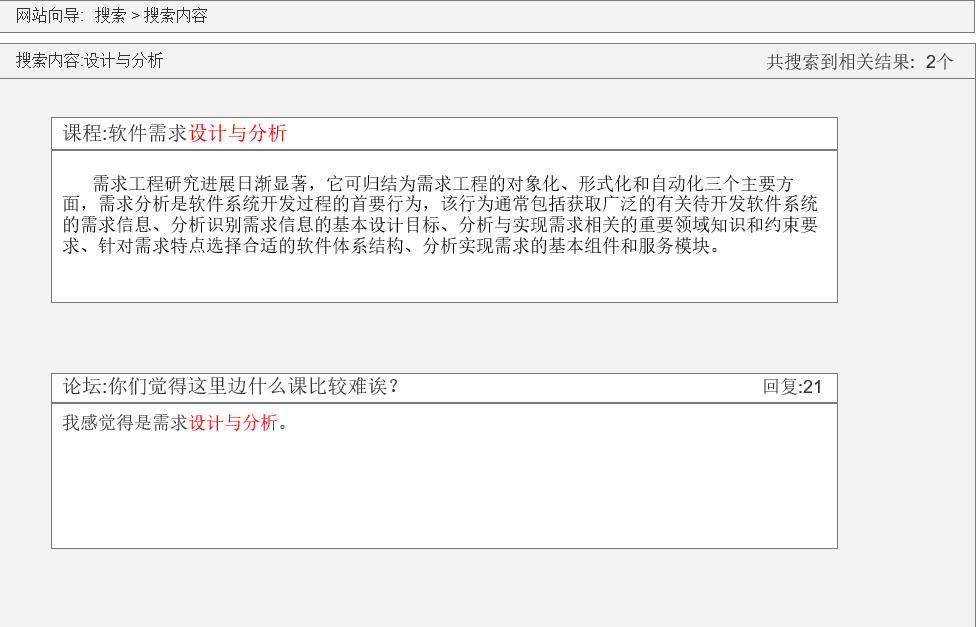 网站向导: 搜索 > 搜索内容
搜索内容:设计与分析 共搜索到相关结果: 2个
课程:软件需求设计与分析
需求工程研究进展日渐显著，它可归结为需求工程的对象化、形式化和自动化三个主要方
面，需求分析是软件系统开发过程的首要行为，该行为通常包括获取广泛的有关待开发软件系统
的需求信息、分析识别需求信息的基本设计目标、分析与实现需求相关的重要领域知识和约束要
求、针对需求特点选择合适的软件体系结构、分析实现需求的基本组件和服务模块。
论坛:你们觉得这里边什么课比较难诶？ 回复:21
我感觉得是需求设计与分析。